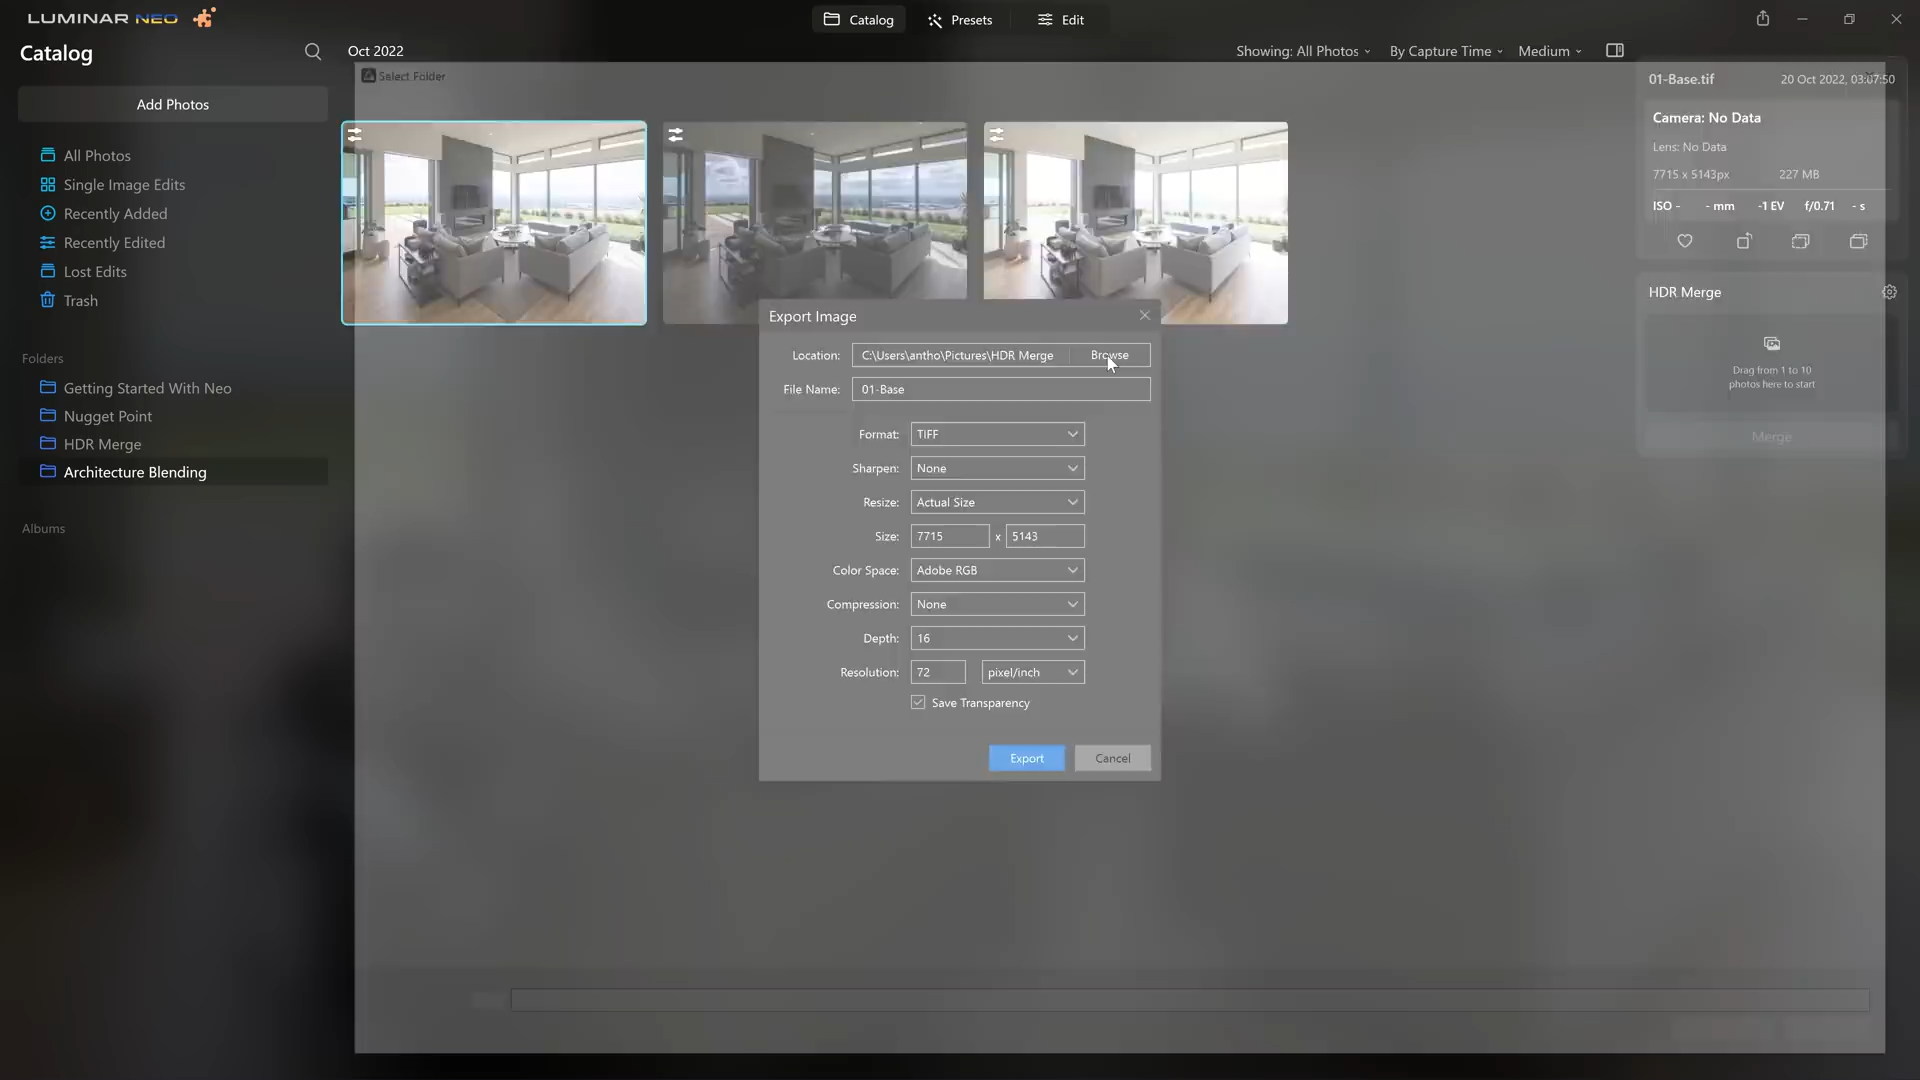 LUMINAR NEO
Catalog
Presets
Edit
Catalog
Oct 2022
Showing: All Photos
By Capture Time
Medium
Add Photos
All Photos
Single Image Edits
Recently Added
Recently Edited
Lost Edits
Trash
Folders
Getting Started With Neo
Nugget Point
HDR Merge
Architecture Blending
Albums
Select Folder
Export Image
Location: C:\Users\antho\Pictures\HDR Merge Browse
File Name: 01-Base
Format: TIFF
Sharpen: None
Resize: Actual Size
Size: 7715 x 5143
Color Space: Adobe RGB
Compression: None
Depth: 16
Resolution: 72 pixel/inch
Save Transparency
Export Cancel
01-Base.tif 20 Oct 2022, 03:07:50
Camera: No Data
Lens: No Data
7715 x 5143px 227 MB
ISO - - mm -1 EV f/0.71 - s
HDR Merge
Drag from 1 to 10
photos here to start
Merge